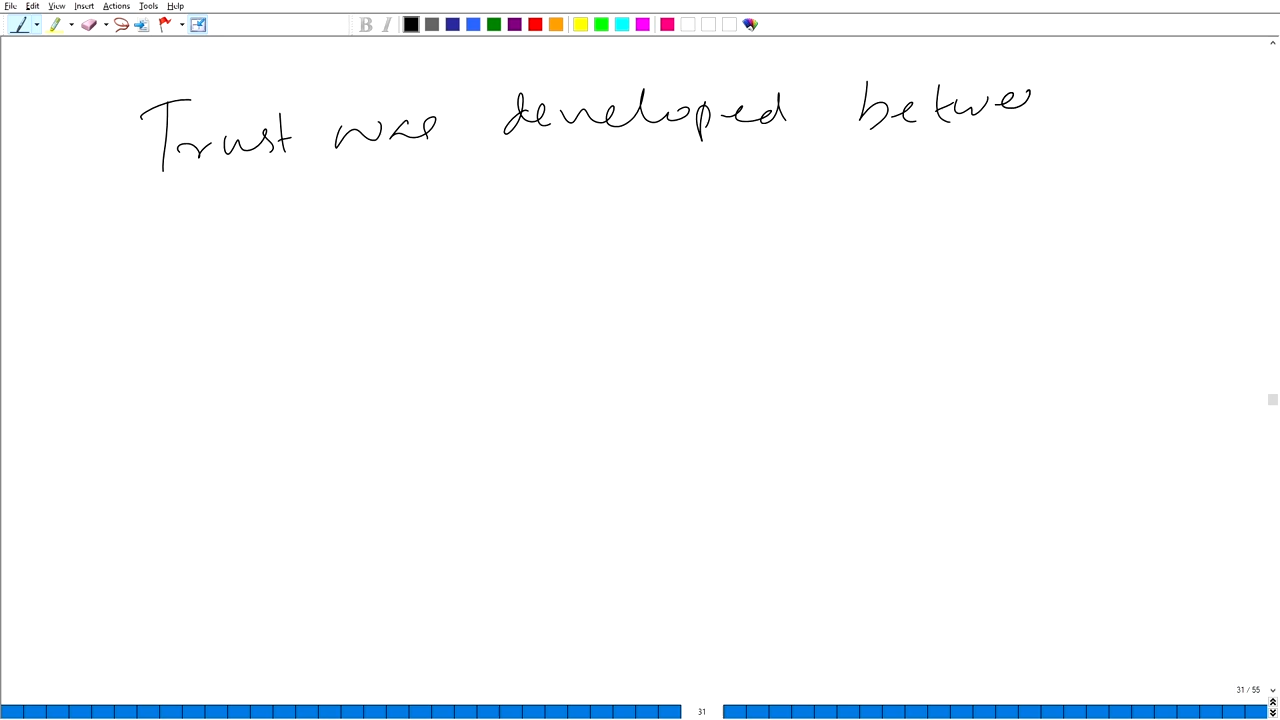 File Edit View Insert Actions Tools Help
B I
Trust was developed betwe
31 / 55
31